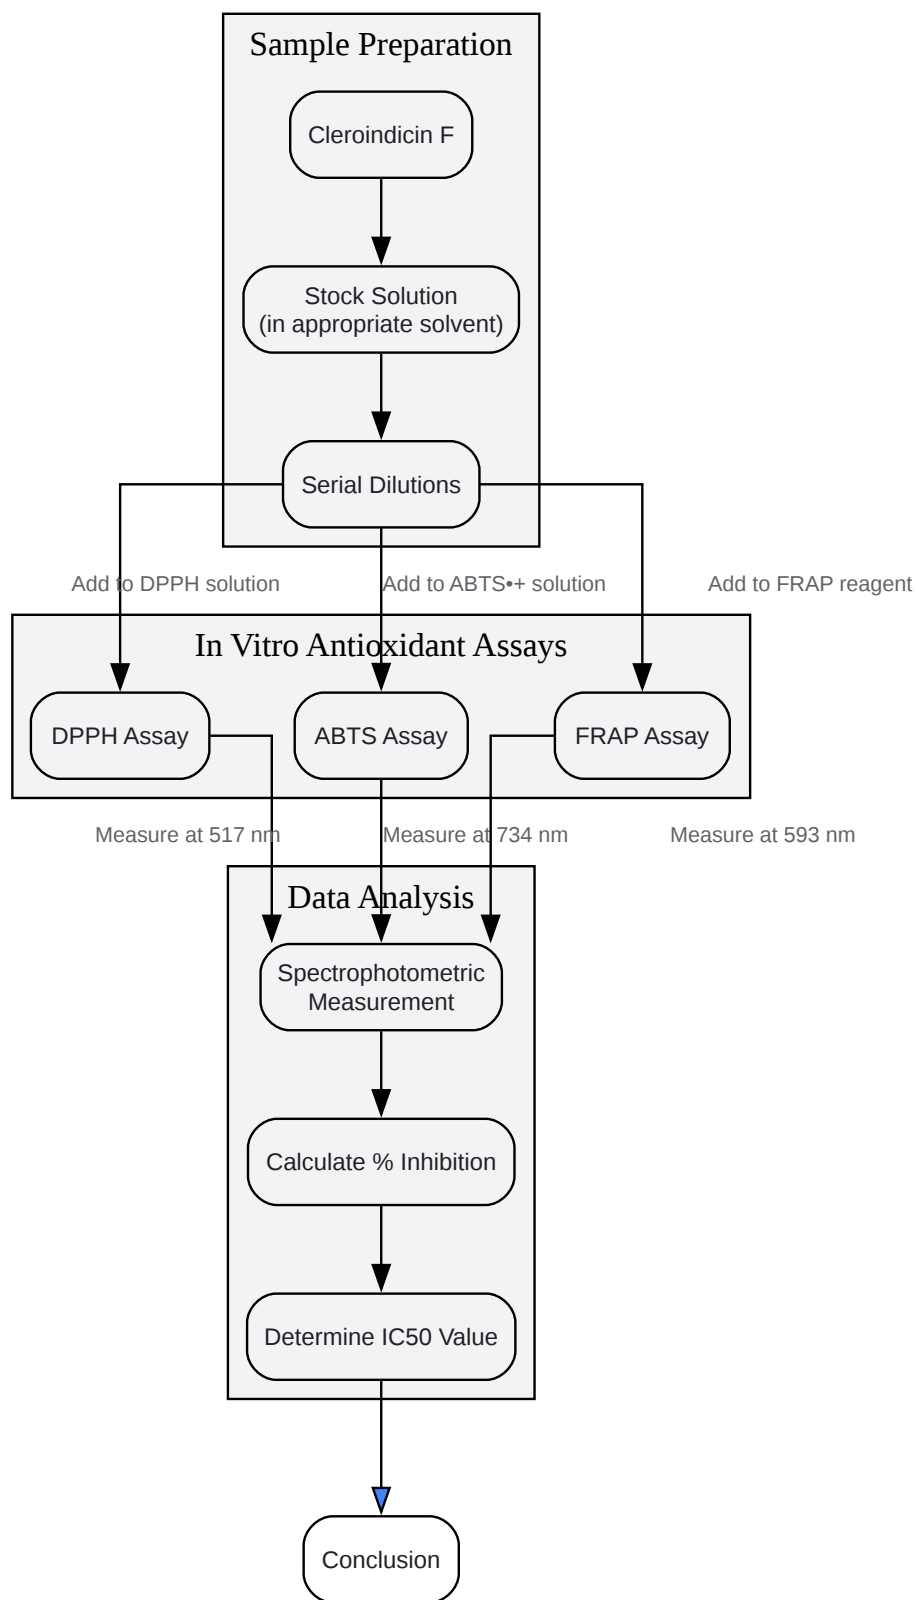 Sample Preparation
Cleroindicin F
Stock Solution
(in appropriate solvent)
Serial Dilutions
Add to DPPH solution
Add to ABTS•+ solution
Add to FRAP reagent
In Vitro Antioxidant Assays
DPPH Assay
ABTS Assay
FRAP Assay
Measure at 517 nm
Measure at 734 nm
Measure at 593 nm
Data Analysis
Spectrophotometric
Measurement
Calculate % Inhibition
Determine IC50 Value
Conclusion